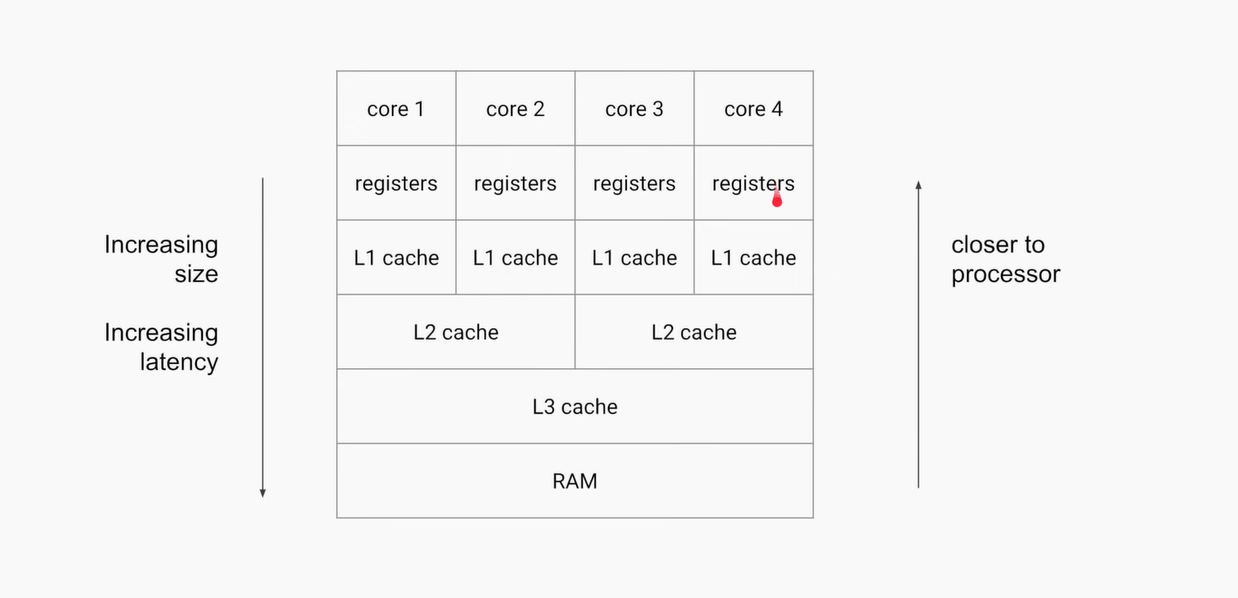 core 1 core 2 core 3 core 4
registers registers registers registers
Increasing
size
L1 cache L1 cache L1 cache L1 cache
closer to
processor
Increasing
latency
L2 cache L2 cache
L3 cache
RAM